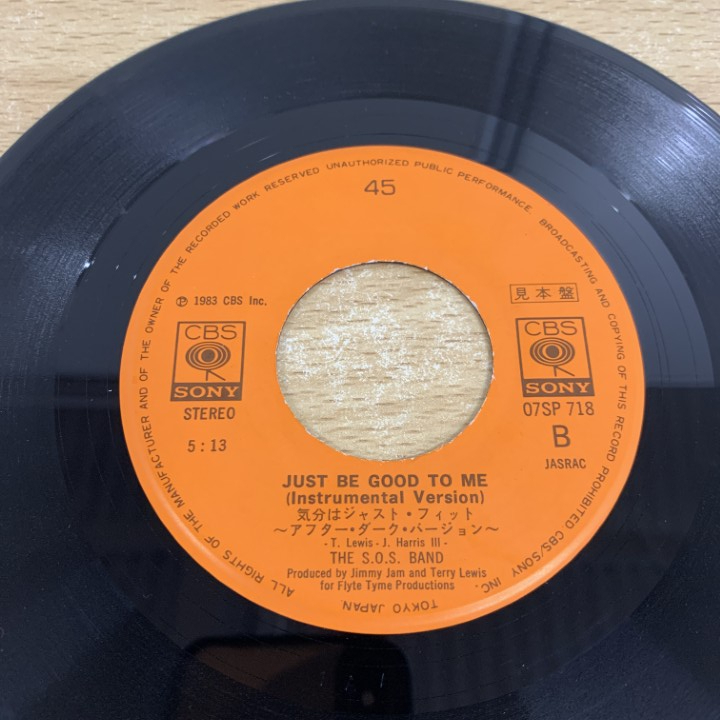 ALL RIGHTS OF THE MANUFACTURER AND OF THE OWNER OF THE RECORDED WORK RESERVED UNAUTHORIZED PUBLIC PERFORMANCE, BROADCASTING AND COPYING OF THIS RECORD PROHIBITED CBS/SONY INC.
45
Ⓟ 1983 CBS Inc.
見本盤
CBS
SONY
CBS
SONY
STEREO
07SP 718
5:13
B
JASRAC
JUST BE GOOD TO ME
(Instrumental Version)
気分はジャスト・フィット
〜アフター・ダーク・バージョン〜
- T. Lewis - J. Harris III -
THE S.O.S. BAND
Produced by Jimmy Jam and Terry Lewis
for Flyte Tyme Productions
TOKYO JAPAN